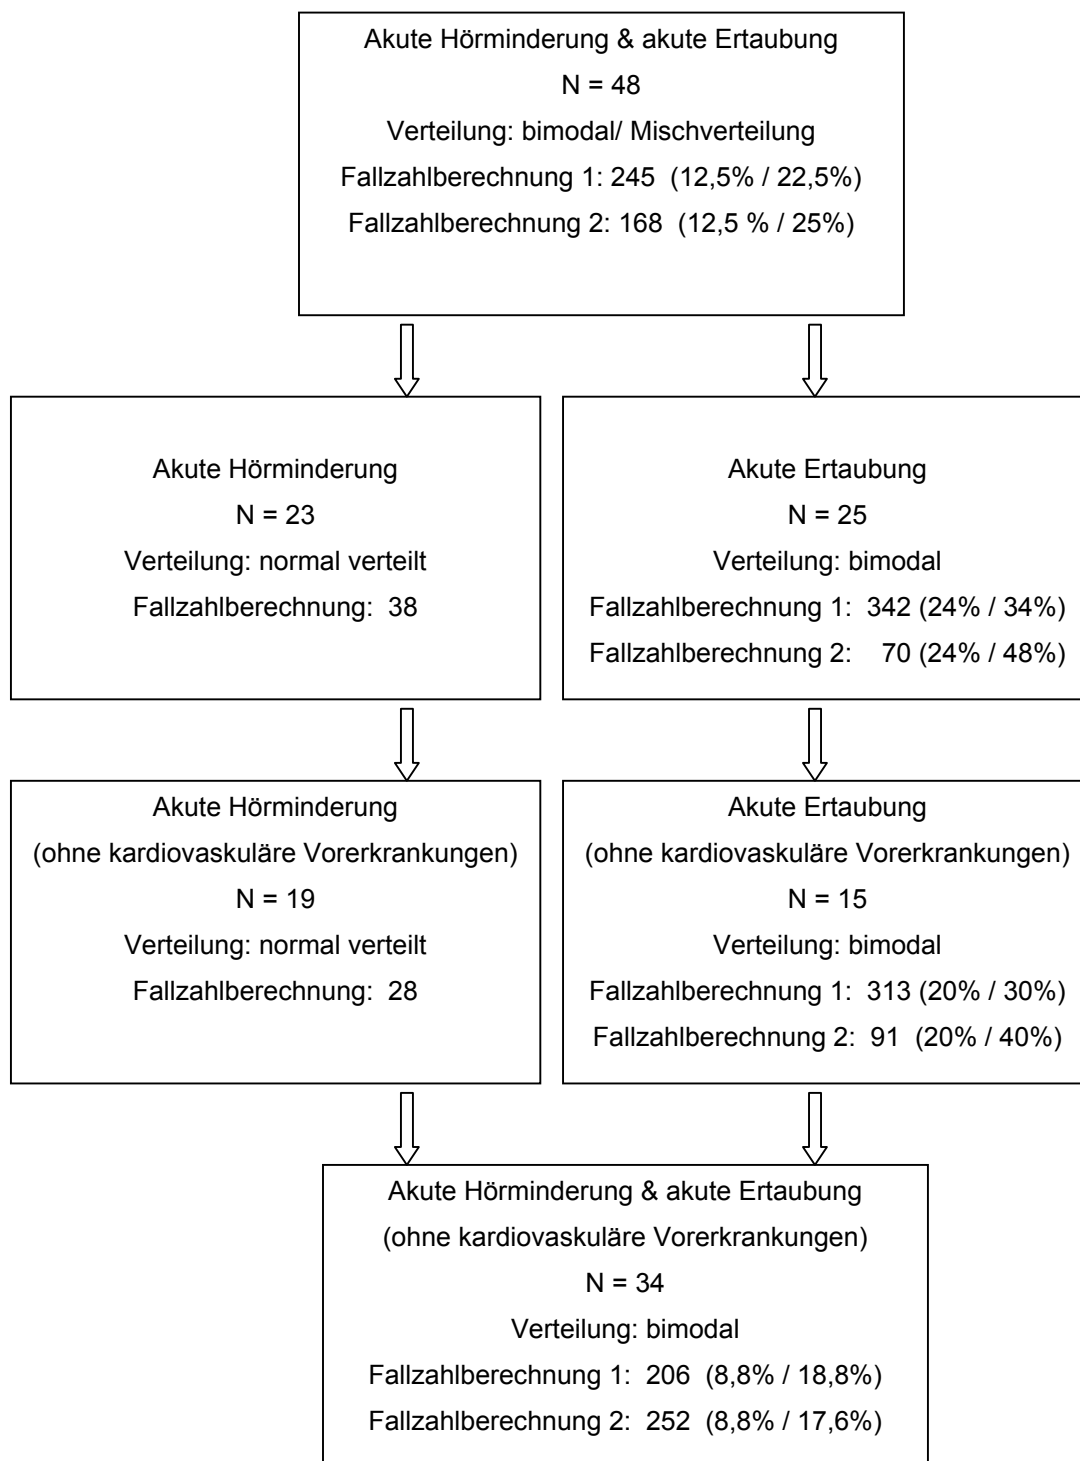 Akute Hörminderung & akute Ertaubung
N = 48
Verteilung: bimodal/ Mischverteilung
Fallzahlberechnung 1: 245 (12,5% / 22,5%)
Fallzahlberechnung 2: 168 (12,5 % / 25%)
Akute Hörminderung
N = 23
Verteilung: normal verteilt
Fallzahlberechnung: 38
Akute Ertaubung
N = 25
Verteilung: bimodal
Fallzahlberechnung 1: 342 (24% / 34%)
Fallzahlberechnung 2: 70 (24% / 48%)
Akute Hörminderung
(ohne kardiovaskuläre Vorerkrankungen)
N = 19
Verteilung: normal verteilt
Fallzahlberechnung: 28
Akute Ertaubung
(ohne kardiovaskuläre Vorerkrankungen)
N = 15
Verteilung: bimodal
Fallzahlberechnung 1: 313 (20% / 30%)
Fallzahlberechnung 2: 91 (20% / 40%)
Akute Hörminderung & akute Ertaubung
(ohne kardiovaskuläre Vorerkrankungen)
N = 34
Verteilung: bimodal
Fallzahlberechnung 1: 206 (8,8% / 18,8%)
Fallzahlberechnung 2: 252 (8,8% / 17,6%)